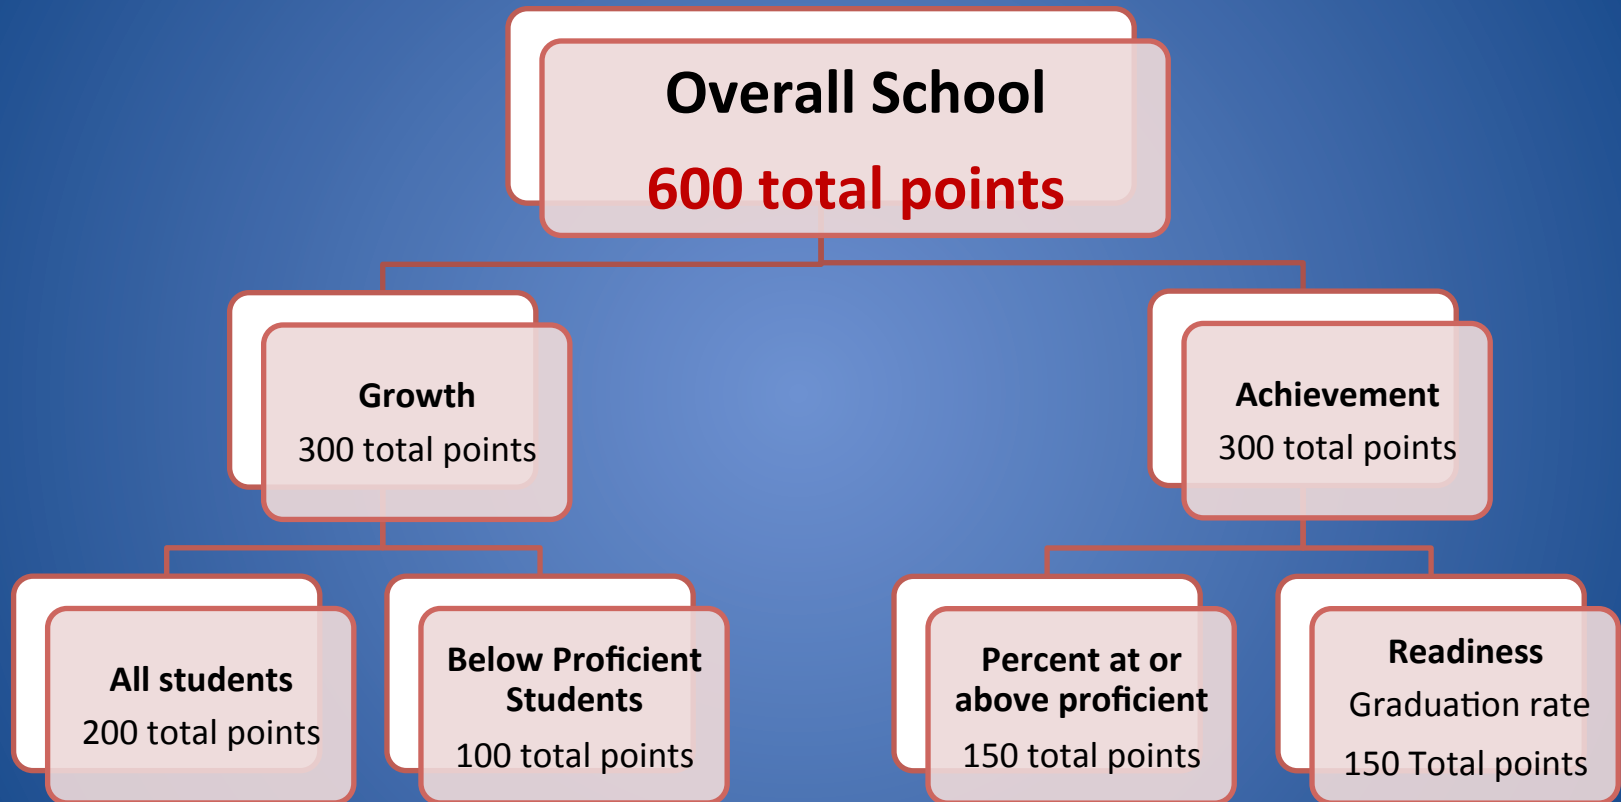 Overall School
600 total points
Growth
300 total points
Achievement
300 total points
All students
200 total points
Below Proficient
Students
100 total points
Percent at or
above proficient
150 total points
Readiness
Graduation rate
150 Total points